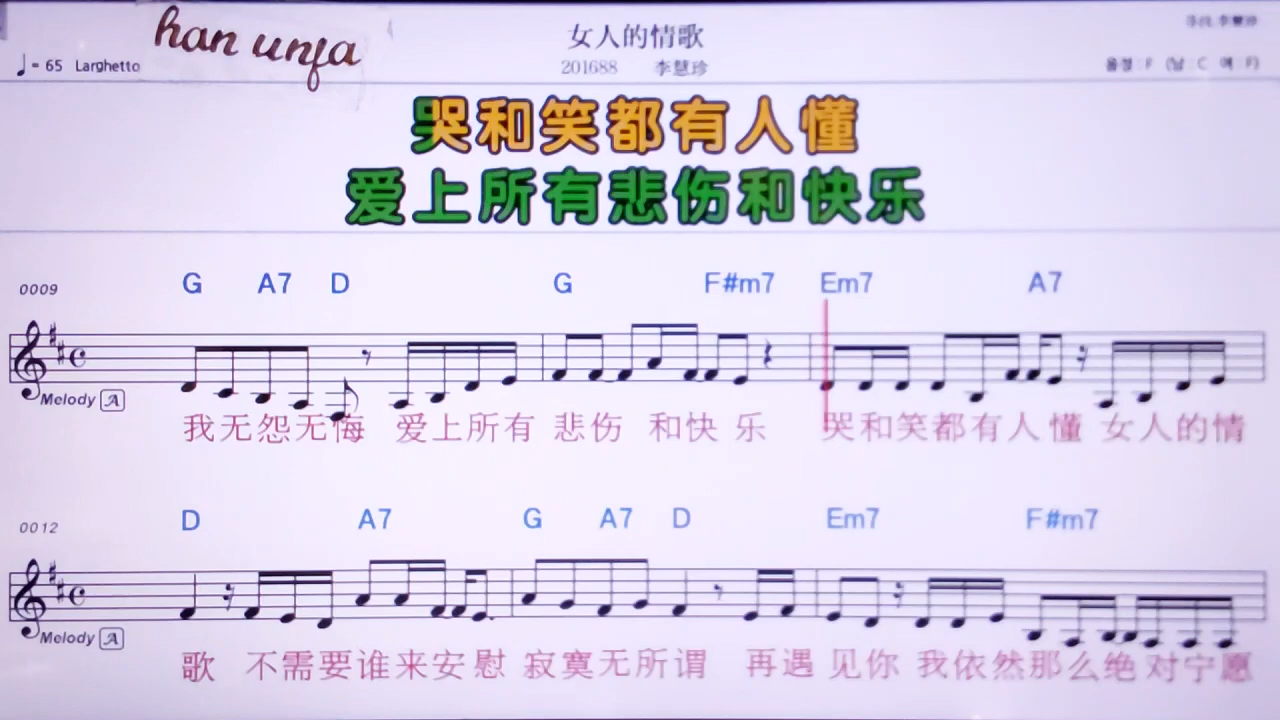 han unfa
女人的情歌
♩= 65 Larghetto
201688 李慧珍
哭和笑都有人懂
爱上所有悲伤和快乐
G A7 D G F#m7 Em7 A7
0009
Melody A
我无怨无悔 爱上所有 悲伤 和快 乐 哭和笑都有人懂 女人的情
D A7 G A7 D Em7 F#m7
0012
Melody A
歌 不需要谁来安慰 寂寞无所谓 再遇 见你 我依然那么绝对宁愿